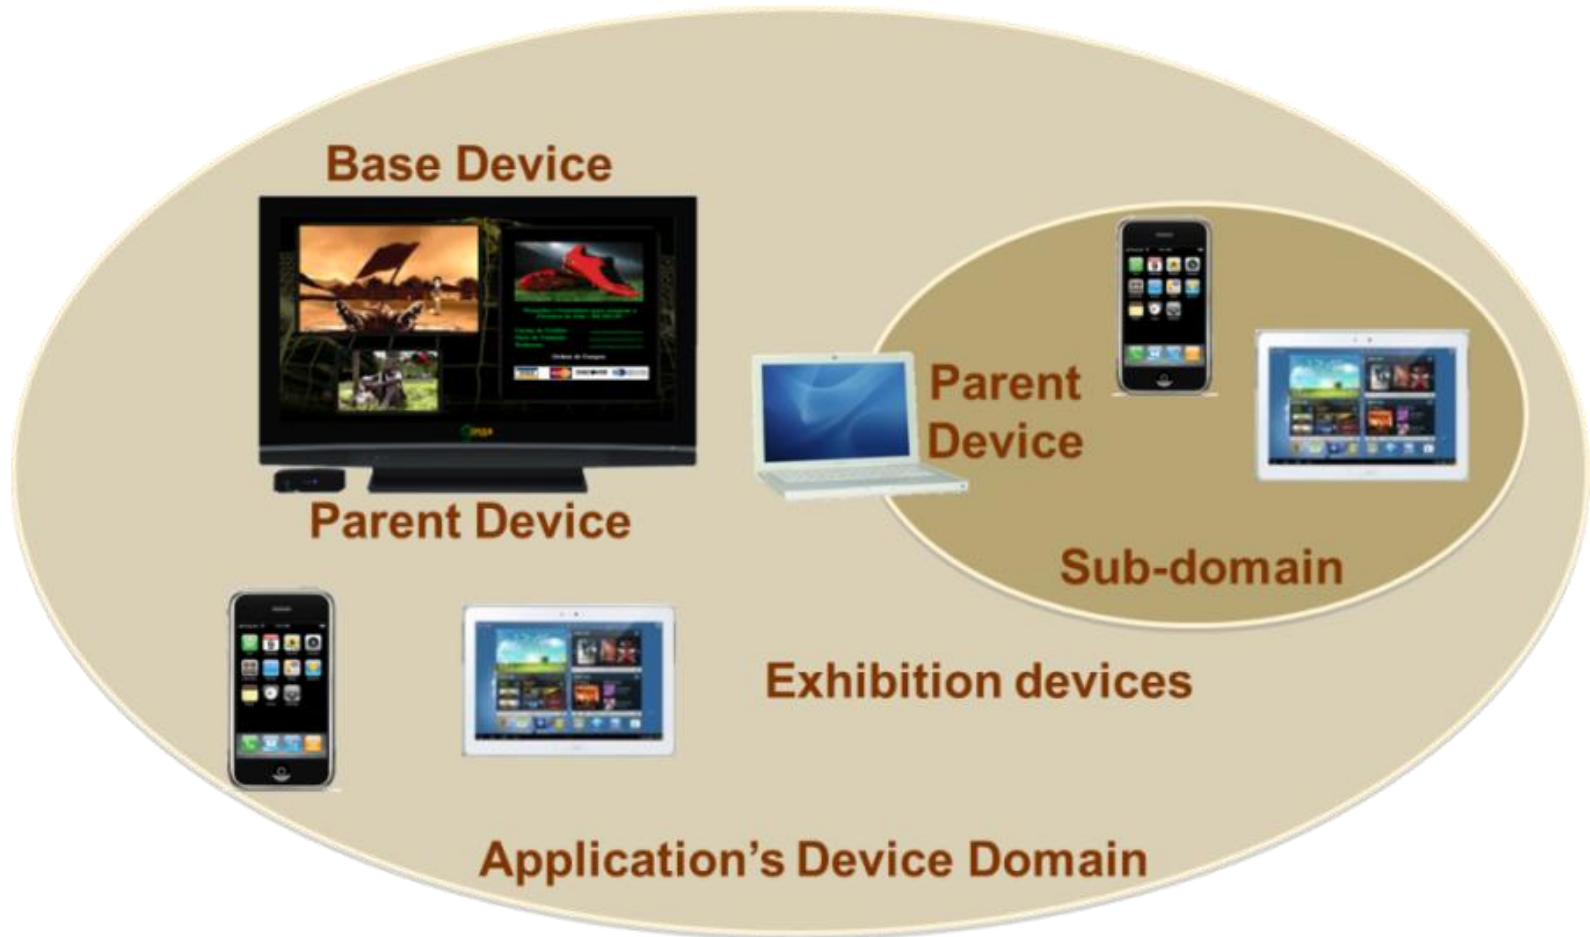 Base Device
Parent
Device
Parent Device
Sub-domain
Exhibition devices
Application's Device Domain